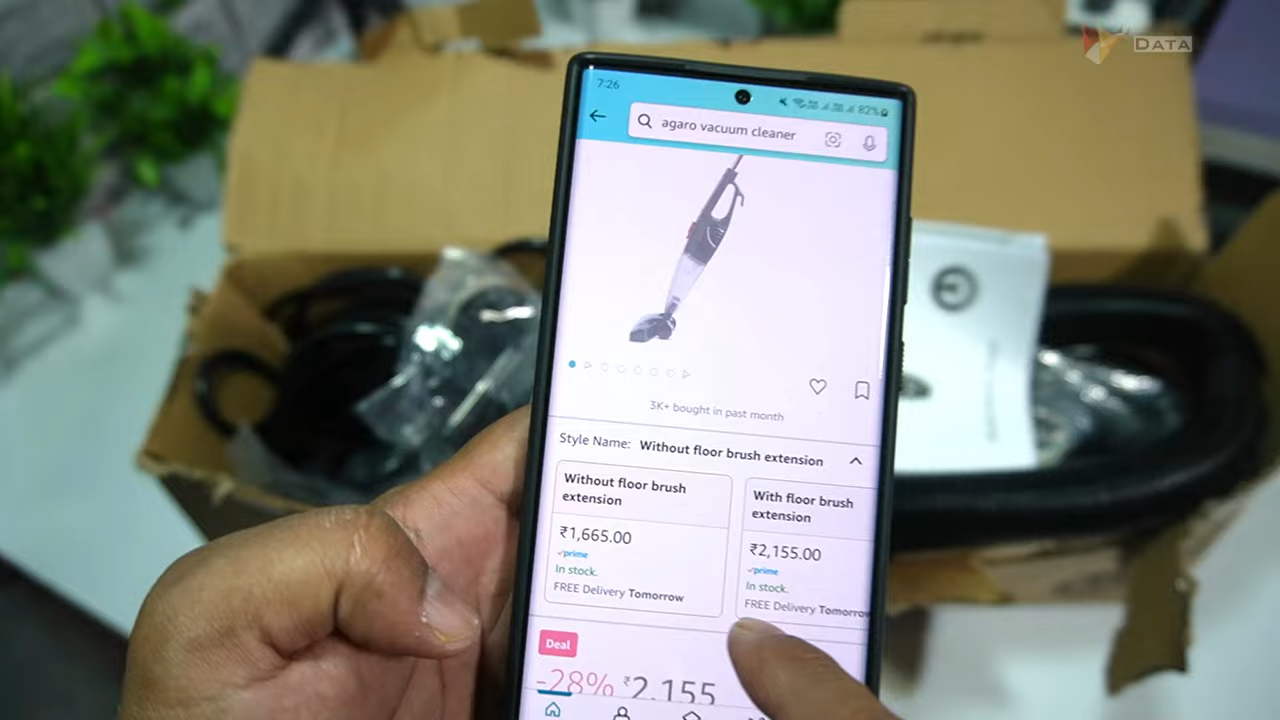 DATA
7:26
82%
agaro vacuum cleaner
3K+ bought in past month
Style Name: Without floor brush extension
Without floor brush
extension
₹1,665.00
prime
In stock.
FREE Delivery Tomorrow
With floor brush
extension
₹2,155.00
prime
In stock.
FREE Delivery Tomorrow
Deal
-28% ₹2,155